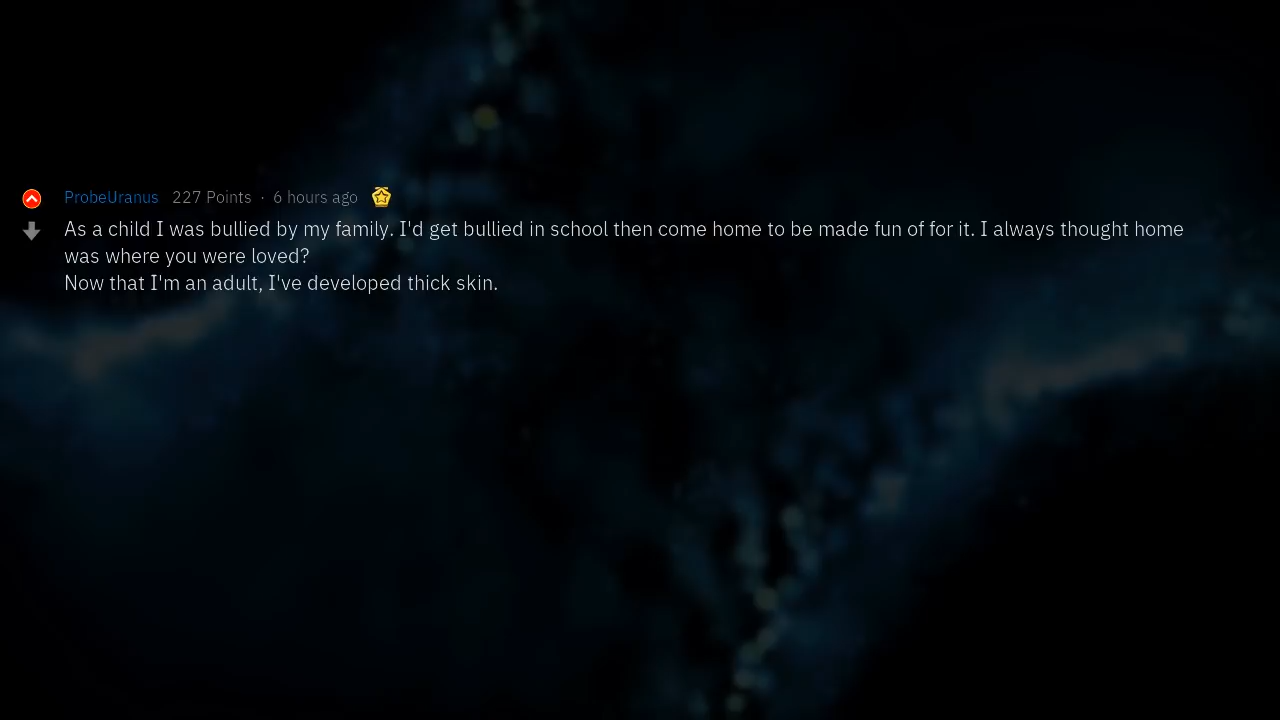 ProbeUranus 227 Points · 6 hours ago
As a child I was bullied by my family. I'd get bullied in school then come home to be made fun of for it. I always thought home
was where you were loved?
Now that I'm an adult, I've developed thick skin.